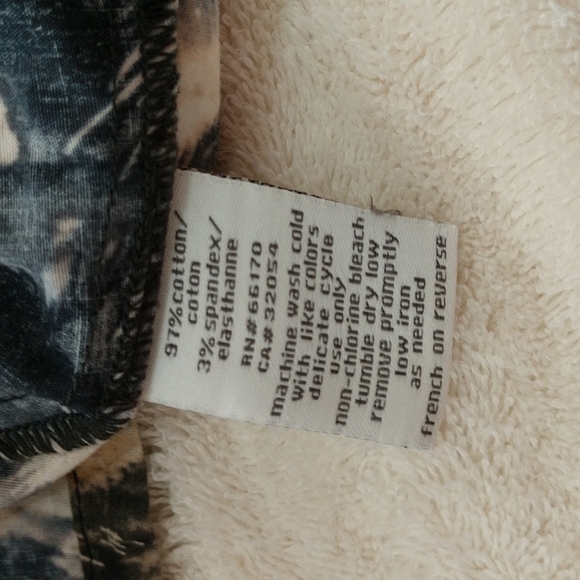 97%cotton/
coton
3%spandex/
elasthanne
RN#66170
CA#32054
machine wash cold
with like colors
delicate cycle
use only
non-chlorine bleach
tumble dry low
remove promptly
low iron
as needed
french on reverse